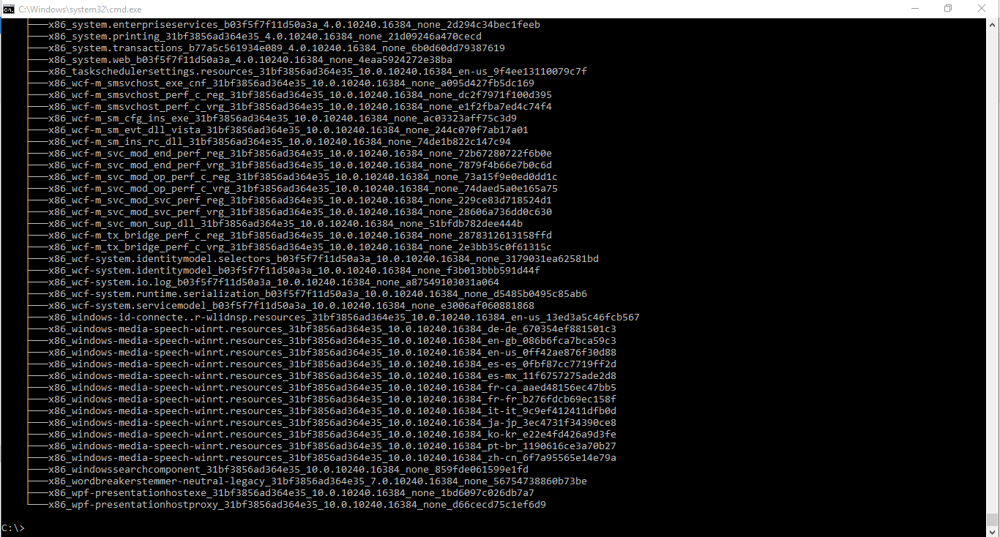 C:\Windows\system32\cmd.exe
├───x86_system.enterpriseservices_b03f5f7f11d50a3a_4.0.10240.16384_none_2d294c34bec1feeb
├───x86_system.printing_31bf3856ad364e35_4.0.10240.16384_none_21d09246a470cecd
├───x86_system.transactions_b77a5c561934e089_4.0.10240.16384_none_6b0d60dd79387619
├───x86_system.web_b03f5f7f11d50a3a_4.0.10240.16384_none_4eaa5924272e38ba
├───x86_taskschedulersettings.resources_31bf3856ad364e35_10.0.10240.16384_en-us_9f4ee13110079c7f
├───x86_wcf-m_smsvchost_exe_cnf_31bf3856ad364e35_10.0.10240.16384_none_a095d427fb5dc169
├───x86_wcf-m_smsvchost_perf_c_reg_31bf3856ad364e35_10.0.10240.16384_none_dc2f7971f100d395
├───x86_wcf-m_smsvchost_perf_c_vrg_31bf3856ad364e35_10.0.10240.16384_none_e1f2fba7ed4c74f4
├───x86_wcf-m_sm_cfg_ins_exe_31bf3856ad364e35_10.0.10240.16384_none_ac03323aff75c3d9
├───x86_wcf-m_sm_evt_dll_vista_31bf3856ad364e35_10.0.10240.16384_none_244c070f7ab17a01
├───x86_wcf-m_sm_ins_rc_dll_31bf3856ad364e35_10.0.10240.16384_none_74de1b822c147c94
├───x86_wcf-m_svc_mod_end_perf_reg_31bf3856ad364e35_10.0.10240.16384_none_72b67280722f6b0e
├───x86_wcf-m_svc_mod_end_perf_vrg_31bf3856ad364e35_10.0.10240.16384_none_7879f4b66e7b0c6d
├───x86_wcf-m_svc_mod_op_perf_c_reg_31bf3856ad364e35_10.0.10240.16384_none_73a15f9e0ed0dd1c
├───x86_wcf-m_svc_mod_op_perf_c_vrg_31bf3856ad364e35_10.0.10240.16384_none_74daed5a0e165a75
├───x86_wcf-m_svc_mod_svc_perf_reg_31bf3856ad364e35_10.0.10240.16384_none_229ce83d718524d1
├───x86_wcf-m_svc_mod_svc_perf_vrg_31bf3856ad364e35_10.0.10240.16384_none_28606a736dd0c630
├───x86_wcf-m_svc_mon_sup_dll_31bf3856ad364e35_10.0.10240.16384_none_51bfdb782dee444b
├───x86_wcf-m_tx_bridge_perf_c_reg_31bf3856ad364e35_10.0.10240.16384_none_2878312613158ffd
├───x86_wcf-m_tx_bridge_perf_c_vrg_31bf3856ad364e35_10.0.10240.16384_none_2e3bb35c0f61315c
├───x86_wcf-system.identitymodel.selectors_b03f5f7f11d50a3a_10.0.10240.16384_none_3179031ea62581bd
├───x86_wcf-system.identitymodel_b03f5f7f11d50a3a_10.0.10240.16384_none_f3b013bbb591d44f
├───x86_wcf-system.io.log_b03f5f7f11d50a3a_10.0.10240.16384_none_a87549103031a064
├───x86_wcf-system.runtime.serialization_b03f5f7f11d50a3a_10.0.10240.16384_none_d5485b0495c85ab6
├───x86_wcf-system.servicemodel_b03f5f7f11d50a3a_10.0.10240.16384_none_e3006af060881868
├───x86_windows-id-connecte..r-wlidnsp.resources_31bf3856ad364e35_10.0.10240.16384_en-us_13ed3a5c46fcb567
├───x86_windows-media-speech-winrt.resources_31bf3856ad364e35_10.0.10240.16384_de-de_670354ef881501c3
├───x86_windows-media-speech-winrt.resources_31bf3856ad364e35_10.0.10240.16384_en-gb_086b6fca7bca59c3
├───x86_windows-media-speech-winrt.resources_31bf3856ad364e35_10.0.10240.16384_en-us_0ff42ae876f30d88
├───x86_windows-media-speech-winrt.resources_31bf3856ad364e35_10.0.10240.16384_es-es_0fbf87cc7719ff2d
├───x86_windows-media-speech-winrt.resources_31bf3856ad364e35_10.0.10240.16384_es-mx_11f6757275ade2d8
├───x86_windows-media-speech-winrt.resources_31bf3856ad364e35_10.0.10240.16384_fr-ca_aaed48156ec47bb5
├───x86_windows-media-speech-winrt.resources_31bf3856ad364e35_10.0.10240.16384_fr-fr_b276fdcb69ec158f
├───x86_windows-media-speech-winrt.resources_31bf3856ad364e35_10.0.10240.16384_it-it_9c9ef412411dfb0d
├───x86_windows-media-speech-winrt.resources_31bf3856ad364e35_10.0.10240.16384_ja-jp_3ec4731f34390ce8
├───x86_windows-media-speech-winrt.resources_31bf3856ad364e35_10.0.10240.16384_ko-kr_e22e4fd426a9d3fe
├───x86_windows-media-speech-winrt.resources_31bf3856ad364e35_10.0.10240.16384_pt-br_1190616ce3a70b27
├───x86_windows-media-speech-winrt.resources_31bf3856ad364e35_10.0.10240.16384_zh-cn_6f7a95565e14e79a
├───x86_windowssearchcomponent_31bf3856ad364e35_10.0.10240.16384_none_859fde061599e1fd
├───x86_wordbreakerstemmer-neutral-legacy_31bf3856ad364e35_7.0.10240.16384_none_56754738860b73be
├───x86_wpf-presentationhostexe_31bf3856ad364e35_10.0.10240.16384_none_1bd6097c026db7a7
└───x86_wpf-presentationhostproxy_31bf3856ad364e35_10.0.10240.16384_none_d66cecd75c1ef6d9
C:\>